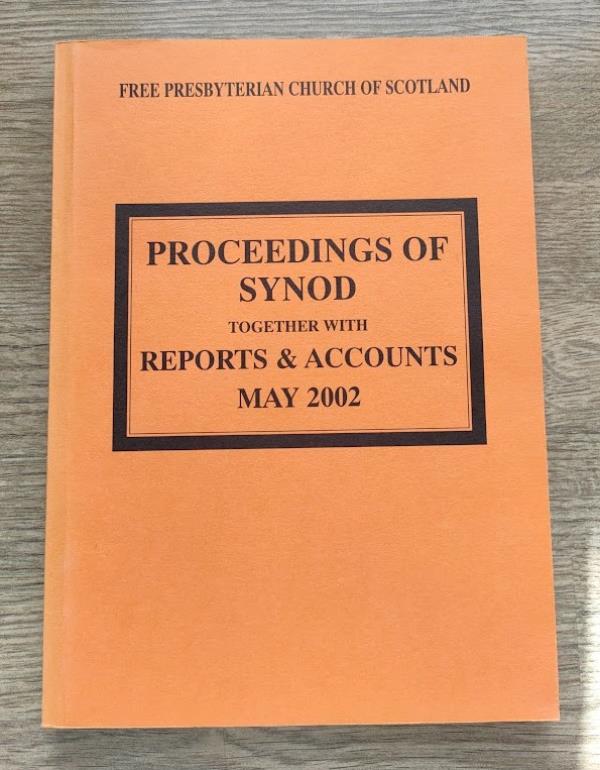 FREE PRESBYTERIAN CHURCH OF SCOTLAND
PROCEEDINGS OF
SYNOD
TOGETHER WITH
REPORTS & ACCOUNTS
MAY 2002